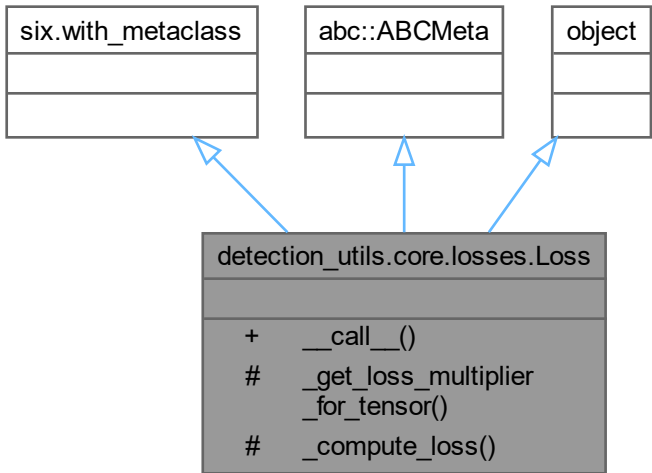 six.with_metaclass
abc::ABCMeta
object
detection_utils.core.losses.Loss
+ __call__()
# _get_loss_multiplier
_for_tensor()
# _compute_loss()